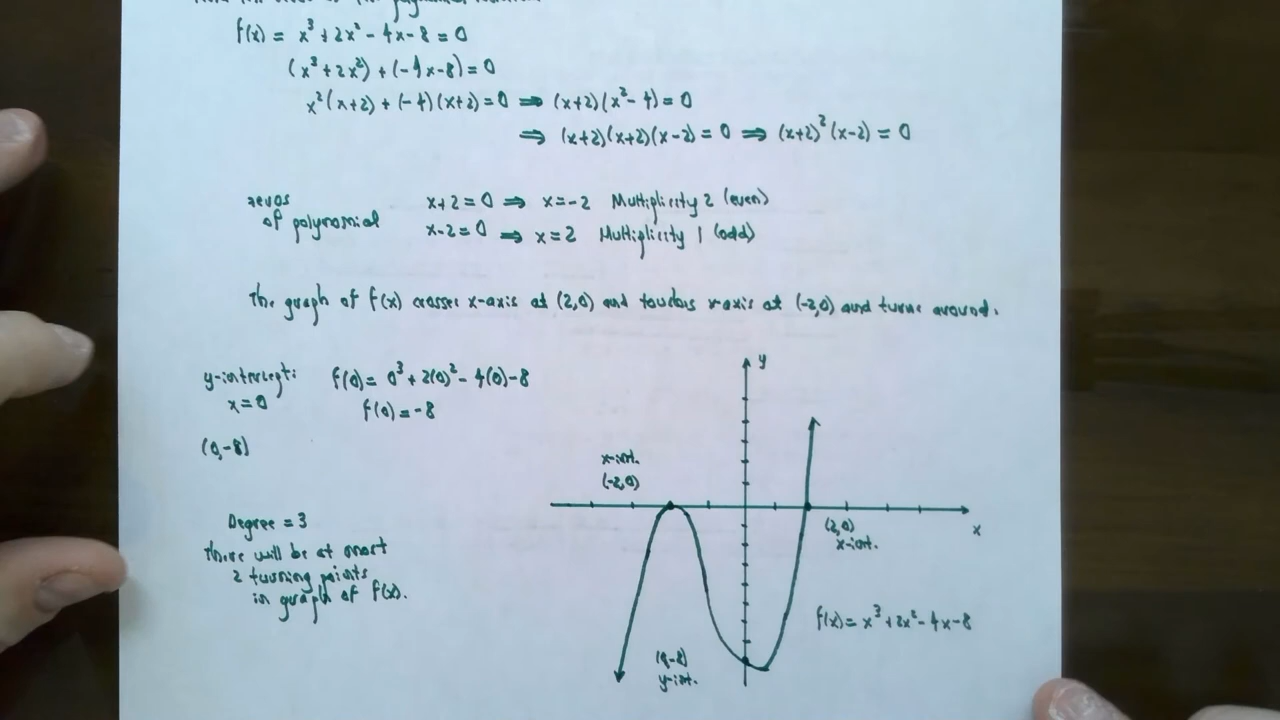 f(x) = x³ + 2x² - 4x - 8 = 0
(x³ + 2x²) + (-4x - 8) = 0
x²(x+2) + (-4)(x+2) = 0 ⇒ (x+2)(x² - 4) = 0
⇒ (x+2)(x+2)(x-2) = 0 ⇒ (x+2)²(x-2) = 0
zeros
of polynomial
x+2=0 ⇒ x=-2 Multiplicity 2 (even)
x-2=0 ⇒ x=2 Multiplicity 1 (odd)
The graph of f(x) crosses x-axis at (2,0) and touches x-axis at (-2,0) and turns around.
y-intercept:
x=0
f(0) = 0³ + 2(0)² - 4(0) - 8
f(0) = -8
(0,-8)
Degree = 3
There will be at most
2 turning points
in graph of f(x).
y
x-int.
(-2,0)
x
(2,0)
x-int.
f(x) = x³ + 2x² - 4x - 8
(0,-8)
y-int.